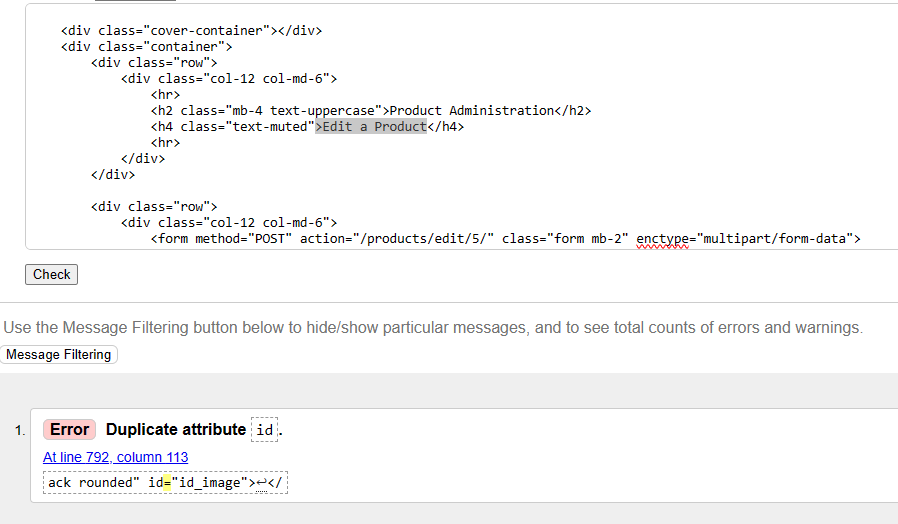 <div class="cover-container"></div>
<div class="container">
<div class="row">
<div class="col-12 col-md-6">
<hr>
<h2 class="mb-4 text-uppercase">Product Administration</h2>
<h4 class="text-muted">Edit a Product</h4>
<hr>
</div>
</div>
<div class="row">
<div class="col-12 col-md-6">
<form method="POST" action="/products/edit/5/" class="form mb-2" enctype="multipart/form-data">
Check
Use the Message Filtering button below to hide/show particular messages, and to see total counts of errors and warnings.
Message Filtering
1. Error Duplicate attribute id.
At line 792, column 113
ack rounded" id="id_image">↩</